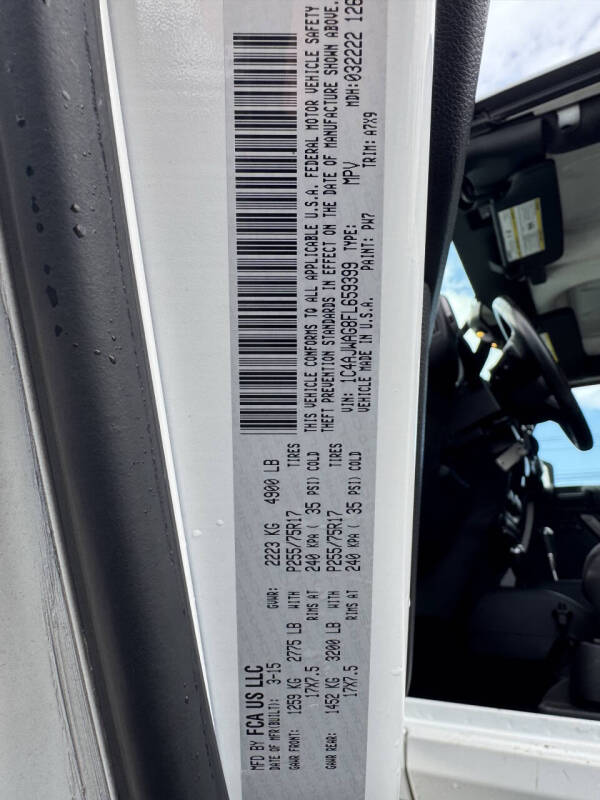 MFD BY FCA US LLC
DATE OF MFR(BUILT): 3-15 GVWR: 2223 KG 4900 LB
GAWR FRONT: 1259 KG 2775 LB WITH P255/75R17 TIRES
17X7.5 RIMS AT 240 KPA ( 35 PSI) COLD
GAWR REAR: 1452 KG 3200 LB WITH P255/75R17 TIRES
17X7.5 RIMS AT 240 KPA ( 35 PSI) COLD
THIS VEHICLE CONFORMS TO ALL APPLICABLE U.S.A. FEDERAL MOTOR VEHICLE SAFETY
THEFT PREVENTION STANDARDS IN EFFECT ON THE DATE OF MANUFACTURE SHOWN ABOVE.
VIN: 1C4AJWAG8FL659399 TYPE: MPV MDH: 032222 126
VEHICLE MADE IN U.S.A. PAINT: PW7 TRIM: A7X9